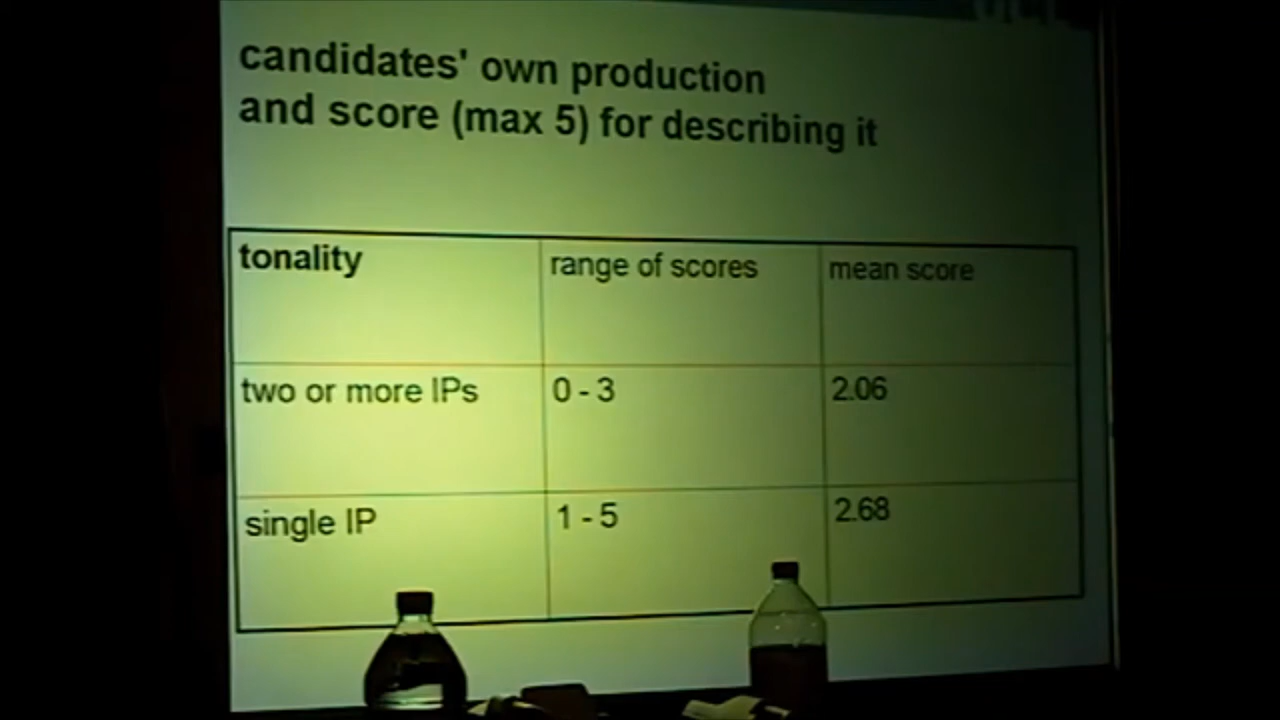 candidates' own production
and score (max 5) for describing it
tonality range of scores mean score
two or more IPs 0 - 3 2.06
single IP 1 - 5 2.68